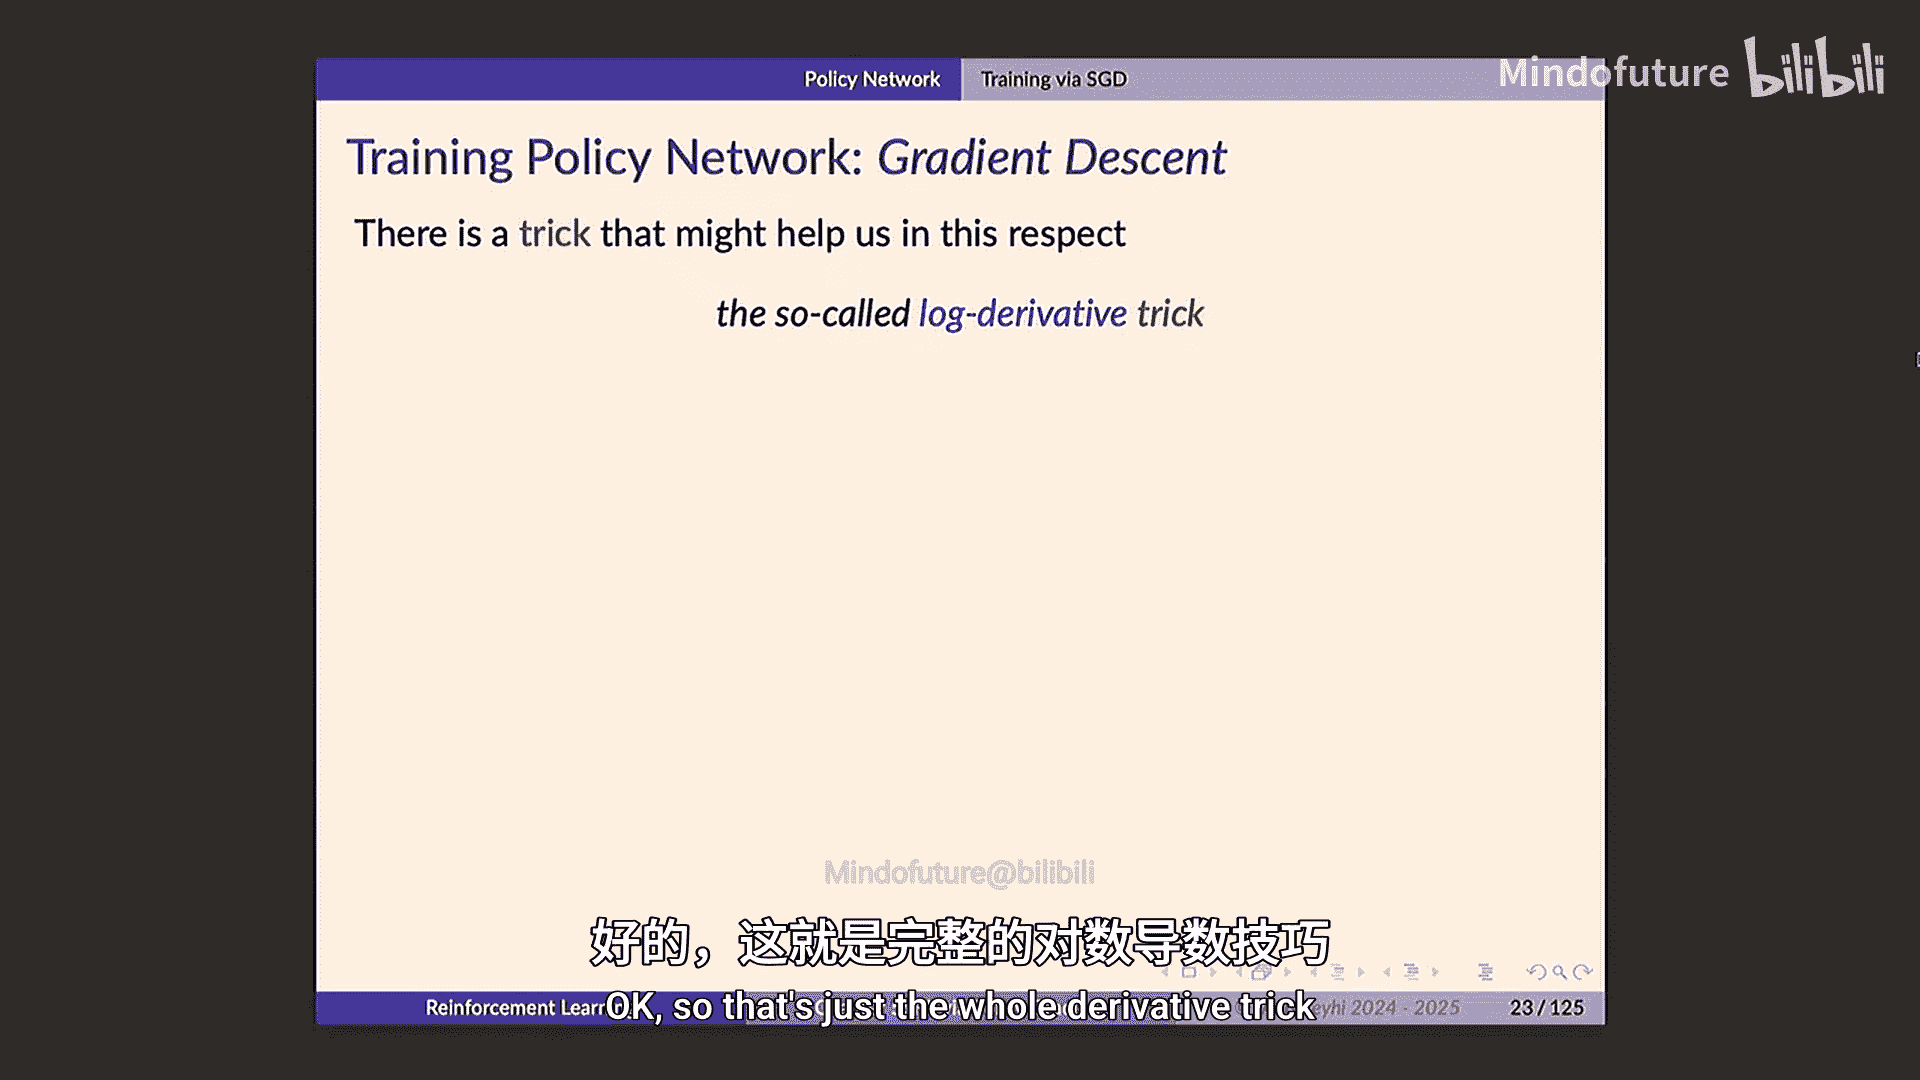 Policy Network
Training via SGD
Mindofuture bilibili
Training Policy Network: Gradient Descent
There is a trick that might help us in this respect
the so-called log-derivative trick
Mindofuture@bilibili
好的，这就是完整的对数导数技巧
OK, so that's just the whole derivative trick
Reinforcement
2024 - 2025
23 / 125